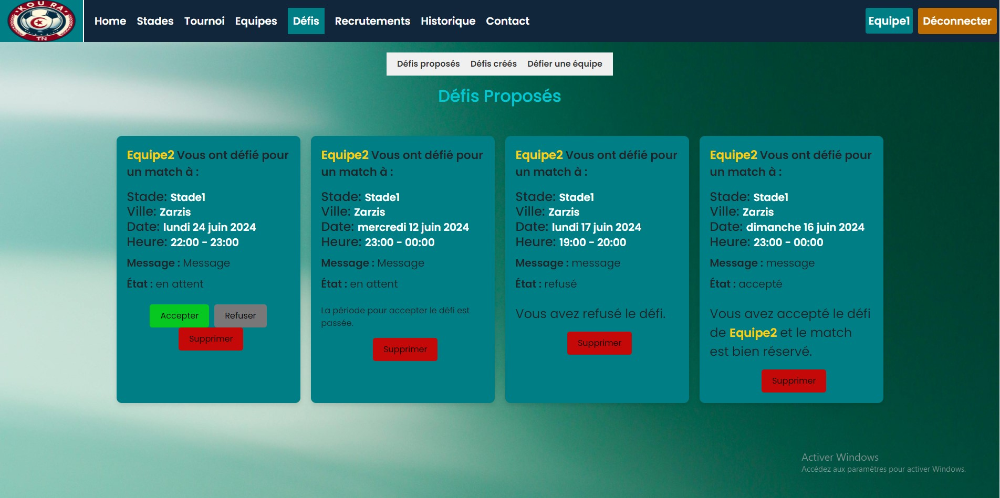 KOU RA
TN
Home Stades Tournoi Equipes Défis Recrutements Historique Contact Equipe1 Déconnecter
Défis proposés Défis créés Défier une équipe
Défis Proposés
Equipe2 Vous ont défié pour
un match à :
Stade: Stade1
Ville: Zarzis
Date: lundi 24 juin 2024
Heure: 22:00 - 23:00
Message : Message
État : en attent
Accepter Refuser
Supprimer
Equipe2 Vous ont défié pour
un match à :
Stade: Stade1
Ville: Zarzis
Date: mercredi 12 juin 2024
Heure: 23:00 - 00:00
Message : Message
État : en attent
La période pour accepter le défi est
passée.
Supprimer
Equipe2 Vous ont défié pour
un match à :
Stade: Stade1
Ville: Zarzis
Date: lundi 17 juin 2024
Heure: 19:00 - 20:00
Message : message
État : refusé
Vous avez refusé le défi.
Supprimer
Equipe2 Vous ont défié pour
un match à :
Stade: Stade1
Ville: Zarzis
Date: dimanche 16 juin 2024
Heure: 23:00 - 00:00
Message : message
État : accepté
Vous avez accepté le défi
de Equipe2 et le match
est bien réservé.
Supprimer
Activer Windows
Accédez aux paramètres pour activer Windows.